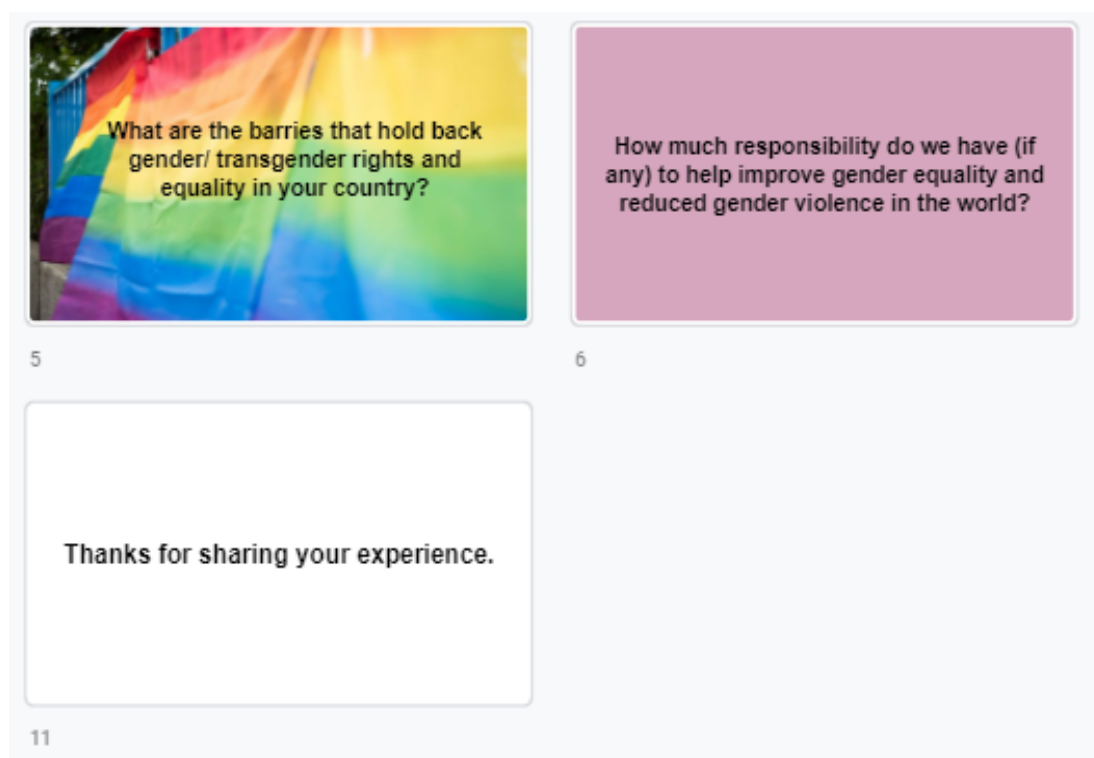 What are the barries that hold back
gender/ transgender rights and
equality in your country?
How much responsibility do we have (if
any) to help improve gender equality and
reduced gender violence in the world?
5
6
Thanks for sharing your experience.
11